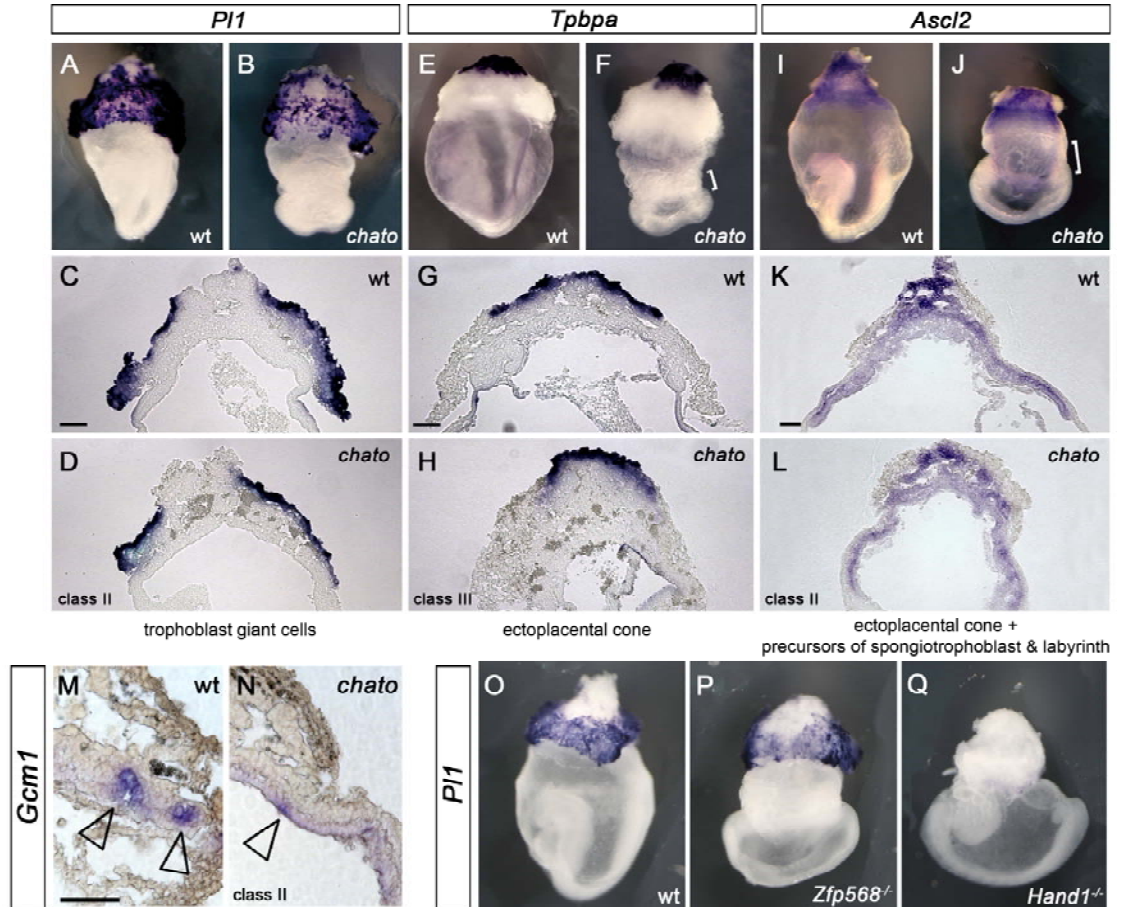 Pl1 Tpbpa Ascl2
A B E F I J
wt chato wt chato wt chato
C wt G wt K wt
D chato H chato L chato
class II class III class II
trophoblast giant cells ectoplacental cone ectoplacental cone +
precursors of spongiotrophoblast & labyrinth
M wt N chato O P Q
Gcm1
Pl1
class II
wt Zfp568-/- Hand1-/-